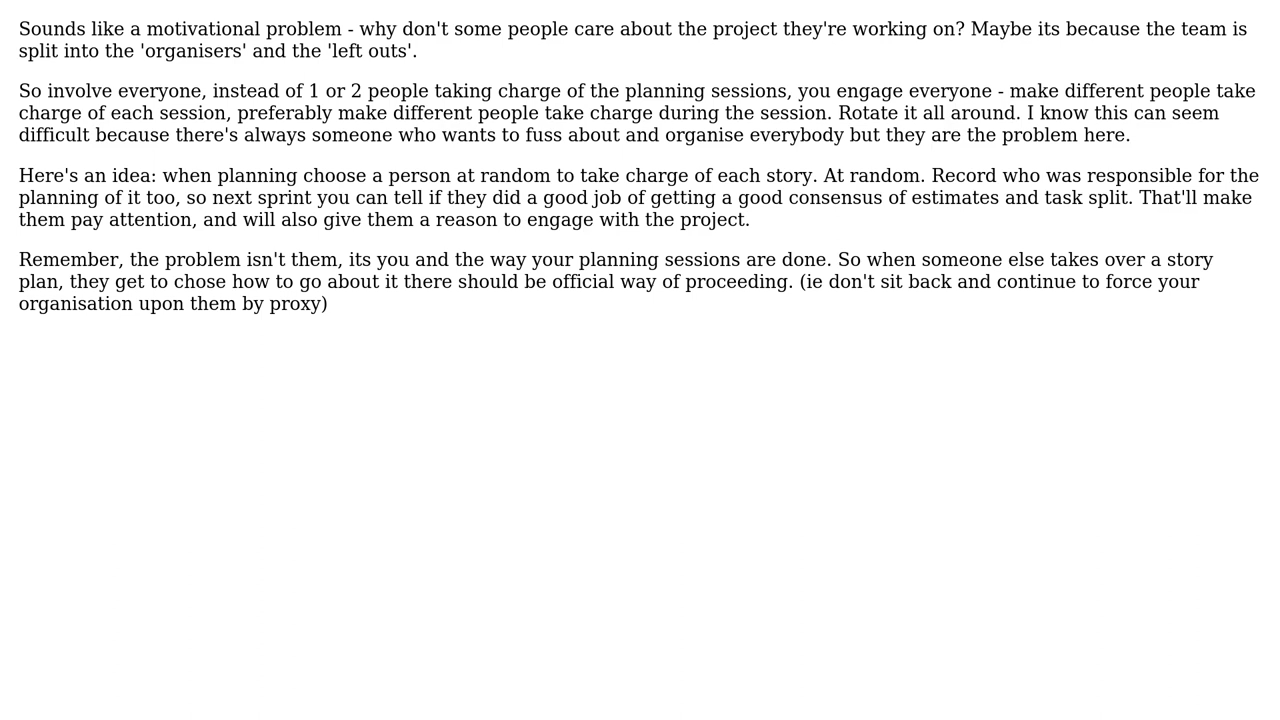 Sounds like a motivational problem - why don't some people care about the project they're working on? Maybe its because the team is
split into the 'organisers' and the 'left outs'.
So involve everyone, instead of 1 or 2 people taking charge of the planning sessions, you engage everyone - make different people take
charge of each session, preferably make different people take charge during the session. Rotate it all around. I know this can seem
difficult because there's always someone who wants to fuss about and organise everybody but they are the problem here.
Here's an idea: when planning choose a person at random to take charge of each story. At random. Record who was responsible for the
planning of it too, so next sprint you can tell if they did a good job of getting a good consensus of estimates and task split. That'll make
them pay attention, and will also give them a reason to engage with the project.
Remember, the problem isn't them, its you and the way your planning sessions are done. So when someone else takes over a story
plan, they get to chose how to go about it there should be official way of proceeding. (ie don't sit back and continue to force your
organisation upon them by proxy)